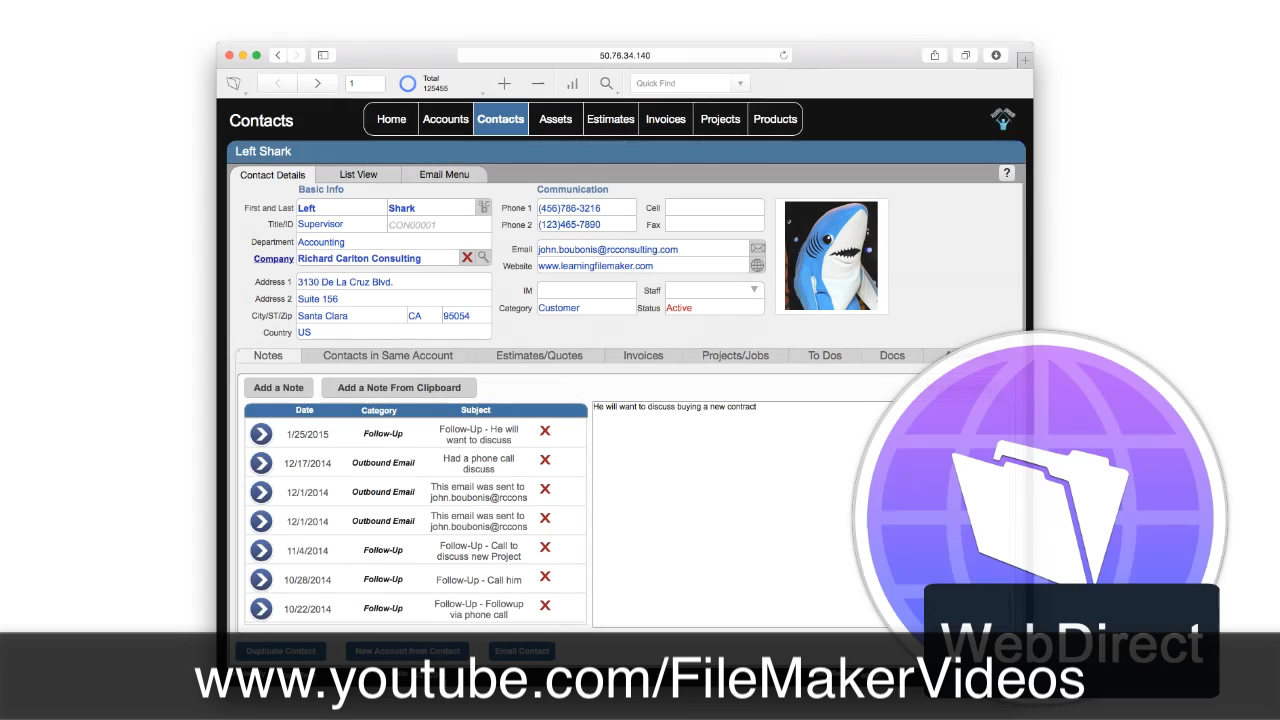 50.76.34.140
1
Total
125455
Quick Find
Contacts
Home Accounts Contacts Assets Estimates Invoices Projects Products
Left Shark
Contact Details List View Email Menu ?
Basic Info Communication
First and Last Left Shark Phone 1 (456)786-3216 Cell
Title/ID Supervisor CON00001 Phone 2 (123)465-7890 Fax
Department Accounting
Company Richard Carlton Consulting X Email john.boubonis@rcconsulting.com
Website www.learningfilemaker.com
Address 1 3130 De La Cruz Blvd. IM Staff
Address 2 Suite 156
City/ST/Zip Santa Clara CA 95054 Category Customer Status Active
Country US
Notes Contacts in Same Account Estimates/Quotes Invoices Projects/Jobs To Dos Docs
Add a Note Add a Note From Clipboard
Date Category Subject
He will want to discuss buying a new contract
1/25/2015 Follow-Up Follow-Up - He will X
want to discuss
12/17/2014 Outbound Email Had a phone call X
discuss
12/1/2014 Outbound Email This email was sent to X
john.boubonis@rccons
12/1/2014 Outbound Email This email was sent to X
john.boubonis@rccons
11/4/2014 Follow-Up Follow-Up - Call to X
discuss new Project
10/28/2014 Follow-Up Follow-Up - Call him X
10/22/2014 Follow-Up Follow-Up - Followup X
via phone call
Duplicate Contact New Account from Contact Email Contact
WebDirect
www.youtube.com/FileMakerVideos